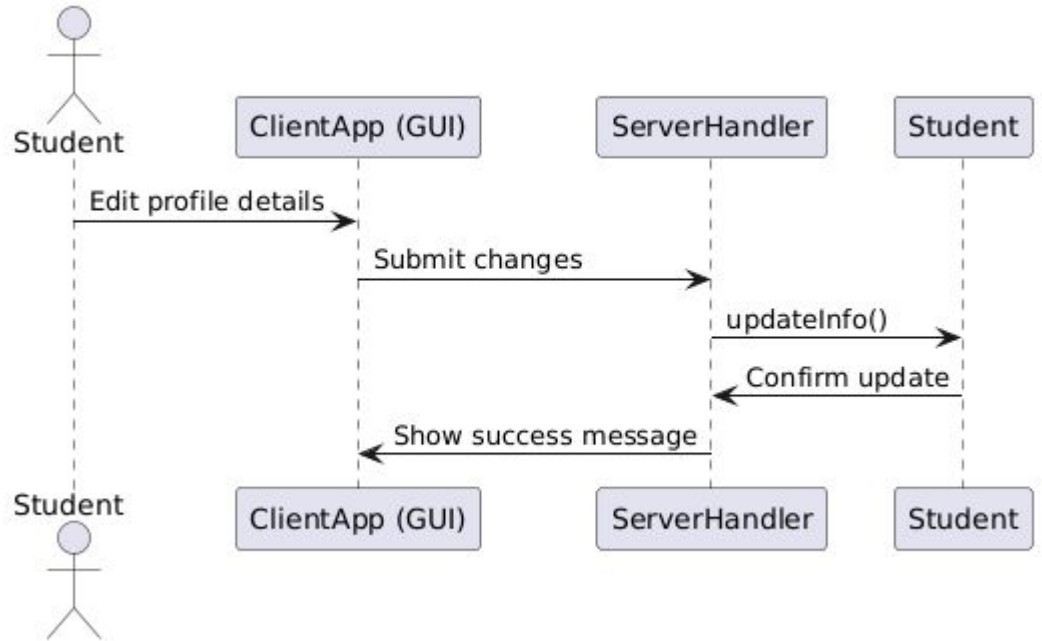 Student
ClientApp (GUI)
ServerHandler
Student
Edit profile details
Submit changes
updateInfo()
Confirm update
Show success message
Student
ClientApp (GUI)
ServerHandler
Student